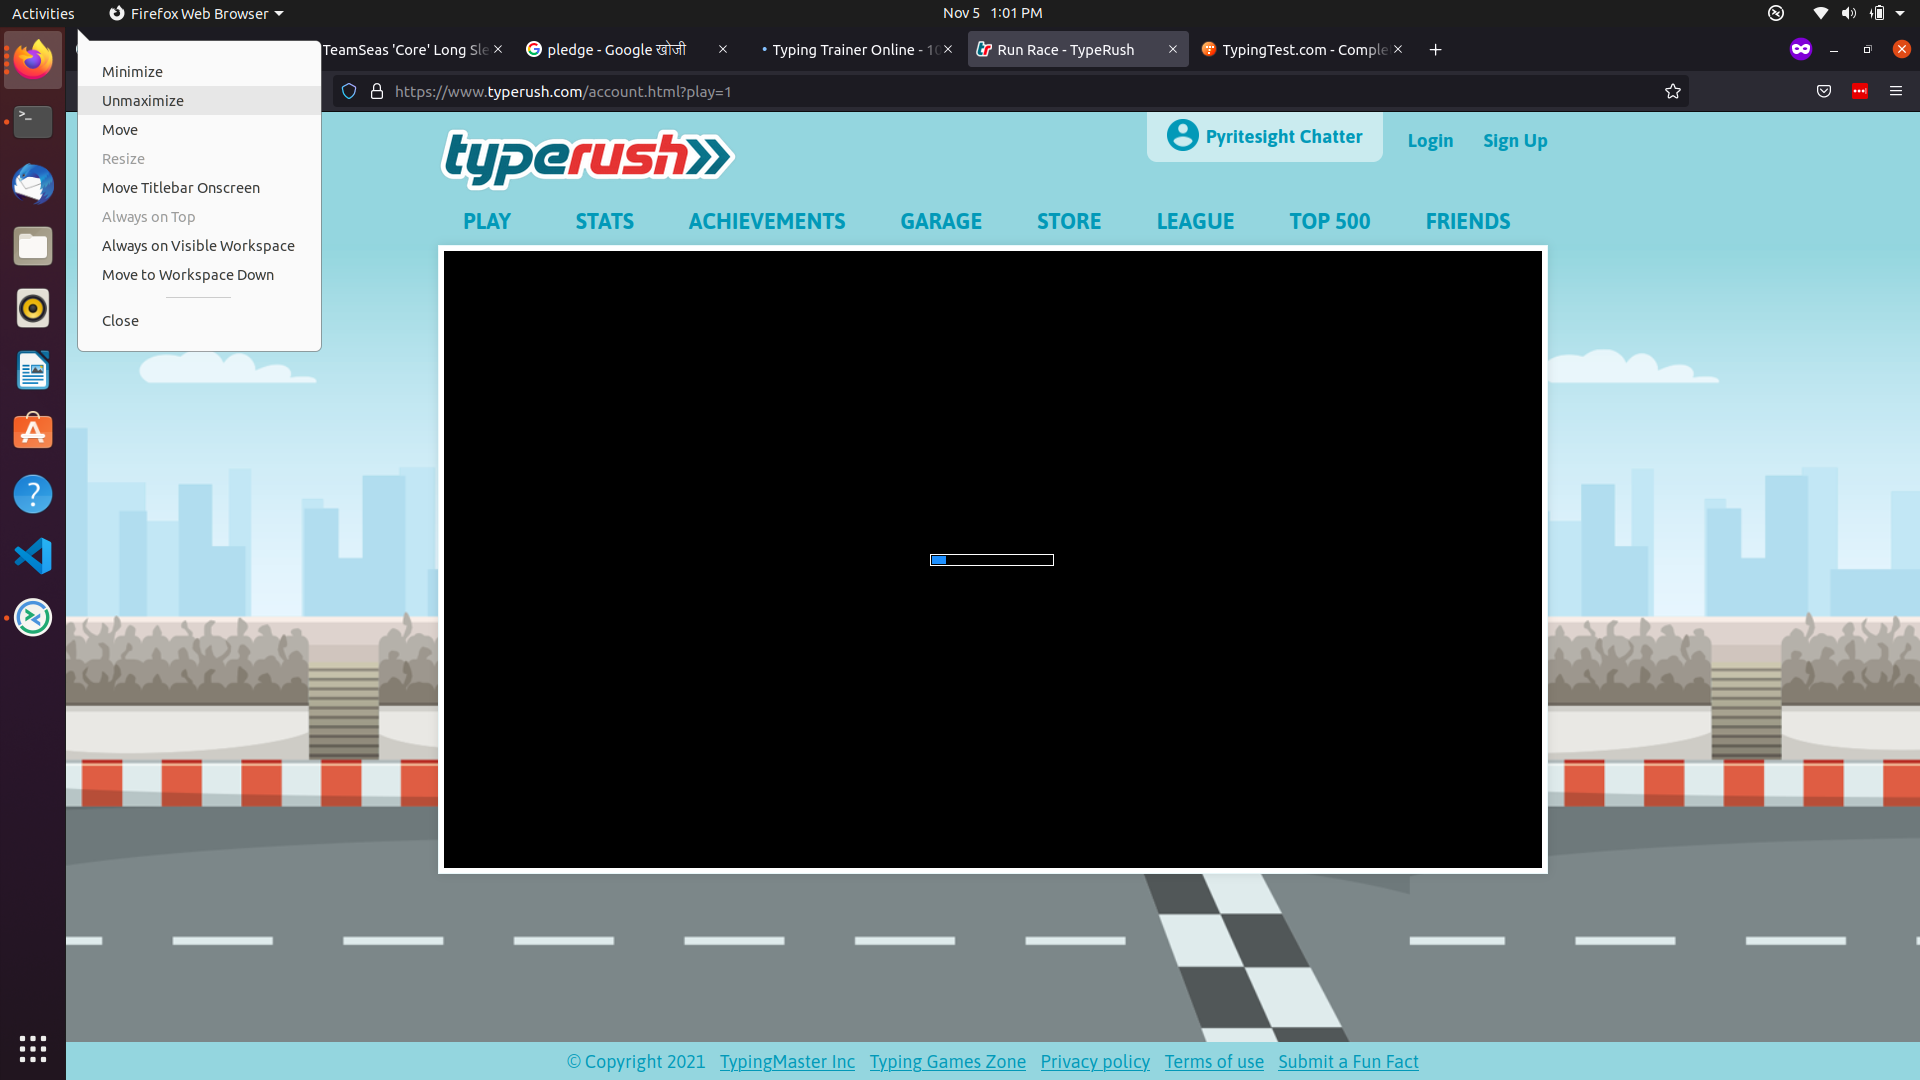 Activities Firefox Web Browser Nov 5 1:01 PM
TeamSeas 'Core' Long Sle pledge - Google खोजी Typing Trainer Online - 10 Run Race - TypeRush TypingTest.com - Comple
https://www.typerush.com/account.html?play=1
Minimize
Unmaximize
Move
Resize
Move Titlebar Onscreen
Always on Top
Always on Visible Workspace
Move to Workspace Down
Close
typerush
Pyritesight Chatter Login Sign Up
PLAY STATS ACHIEVEMENTS GARAGE STORE LEAGUE TOP 500 FRIENDS
© Copyright 2021 TypingMaster Inc Typing Games Zone Privacy policy Terms of use Submit a Fun Fact